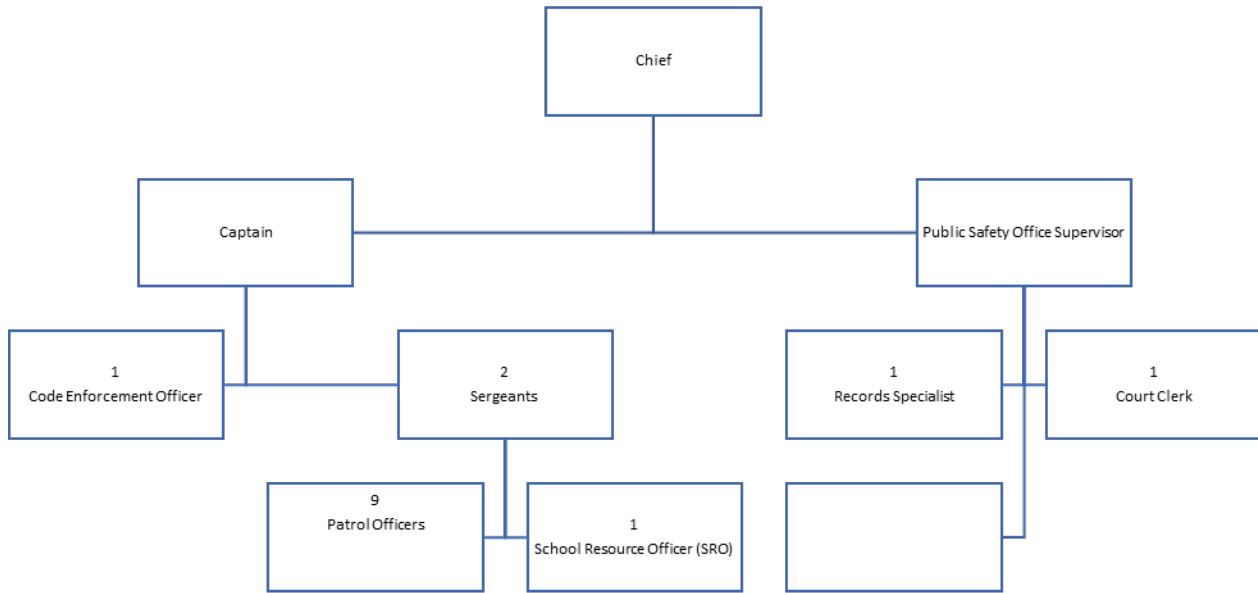 Chief
Captain
Public Safety Office Supervisor
1
Code Enforcement Officer
2
Sergeants
1
Records Specialist
1
Court Clerk
9
Patrol Officers
1
School Resource Officer (SRO)